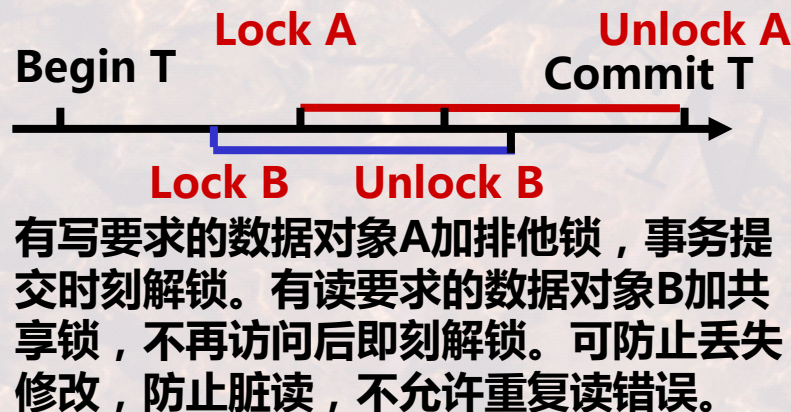 Lock A
Unlock A
Begin T
Commit T
Lock B
Unlock B
有写要求的数据对象A加排他锁，事务提
交时刻解锁。有读要求的数据对象B加共
享锁，不再访问后即刻解锁。可防止丢失
修改，防止脏读，不允许重复读错误。